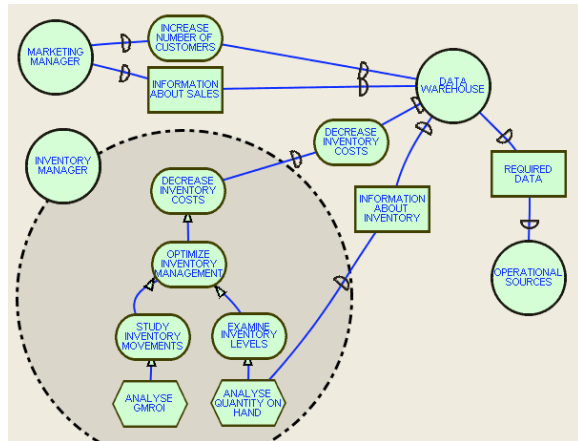 MARKETING
MANAGER
INCREASE
NUMBER OF
CUSTOMERS
INFORMATION
ABOUT SALES
DATA
WAREHOUSE
DECREASE
INVENTORY
COSTS
INVENTORY
MANAGER
DECREASE
INVENTORY
COSTS
INFORMATION
ABOUT
INVENTORY
REQUIRED
DATA
OPTIMIZE
INVENTORY
MANAGEMENT
OPERATIONAL
SOURCES
STUDY
INVENTORY
MOVEMENTS
EXAMINE
INVENTORY
LEVELS
ANALYSE
GMROI
ANALYSE
QUANTITY ON
HAND